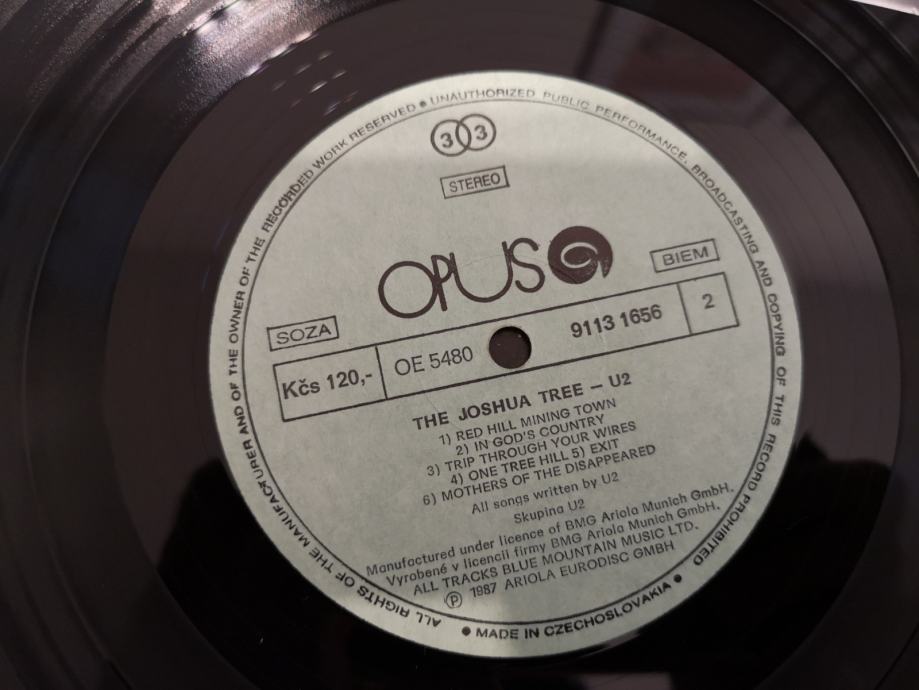 ALL RIGHTS OF THE MANUFACTURER AND OF THE OWNER OF THE RECORDED WORK RESERVED ● UNAUTHORIZED PUBLIC PERFORMANCE, BROADCASTING AND COPYING OF THIS RECORD PROHIBITED
33
STEREO
OPUS
BIEM
SOZA
Kčs 120,- OE 5480 9113 1656 2
THE JOSHUA TREE – U2
1) RED HILL MINING TOWN
2) IN GOD'S COUNTRY
3) TRIP THROUGH YOUR WIRES
4) ONE TREE HILL 5) EXIT
6) MOTHERS OF THE DISAPPEARED
All songs written by U2
Skupina U2
Manufactured under licence of BMG Ariola Munich GmbH.
Vyrobené v licencii firmy BMG Ariola Munich GmbH.
ALL TRACKS BLUE MOUNTAIN MUSIC LTD.
Ⓟ 1987 ARIOLA EURODISC GMBH
● MADE IN CZECHOSLOVAKIA ●